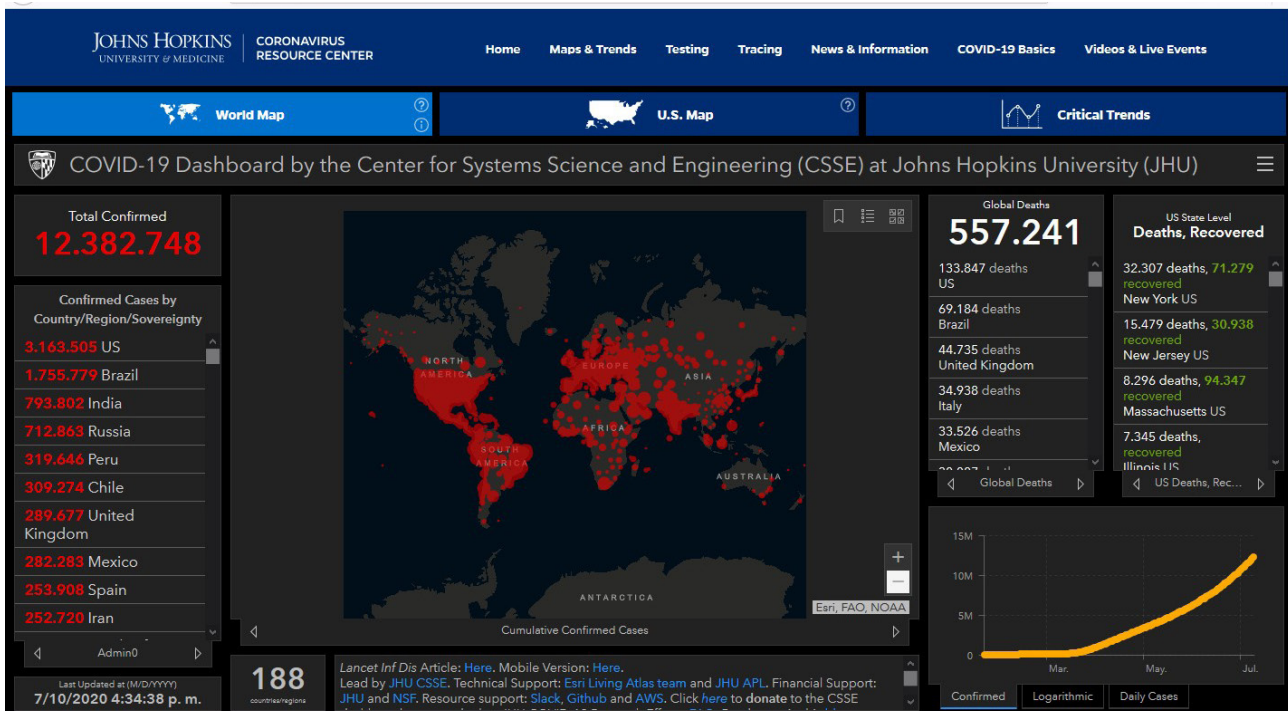 JOHNS HOPKINS
UNIVERSITY & MEDICINE
CORONAVIRUS
RESOURCE CENTER
Home
Maps & Trends
Testing
Tracing
News & Information
COVID-19 Basics
Videos & Live Events
World Map
U.S. Map
Critical Trends
COVID-19 Dashboard by the Center for Systems Science and Engineering (CSSE) at Johns Hopkins University (JHU)
Total Confirmed
12.382.748
Confirmed Cases by
Country/Region/Sovereignty
3.163.505 US
1.755.779 Brazil
793.802 India
712.863 Russia
319.646 Peru
309.274 Chile
289.677 United
Kingdom
282.283 Mexico
253.908 Spain
252.720 Iran
Admin0
Last Updated at (M/D/YYYY)
7/10/2020 4:34:38 p. m.
NORTH
AMERICA
SOUTH
AMERICA
EUROPE
AFRICA
ASIA
AUSTRALIA
ANTARCTICA
Esri, FAO, NOAA
Cumulative Confirmed Cases
188
countries/regions
Lancet Inf Dis Article: Here. Mobile Version: Here.
Lead by JHU CSSE. Technical Support: Esri Living Atlas team and JHU APL. Financial Support:
JHU and NSF. Resource support: Slack, Github and AWS. Click here to donate to the CSSE
Global Deaths
557.241
133.847 deaths
US
69.184 deaths
Brazil
44.735 deaths
United Kingdom
34.938 deaths
Italy
33.526 deaths
Mexico
Global Deaths
US State Level
Deaths, Recovered
32.307 deaths, 71.279
recovered
New York US
15.479 deaths, 30.938
recovered
New Jersey US
8.296 deaths, 94.347
recovered
Massachusetts US
7.345 deaths,
recovered
Illinois US
US Deaths, Rec...
15M
10M
5M
0
Mar.
May.
Jul.
Confirmed
Logarithmic
Daily Cases